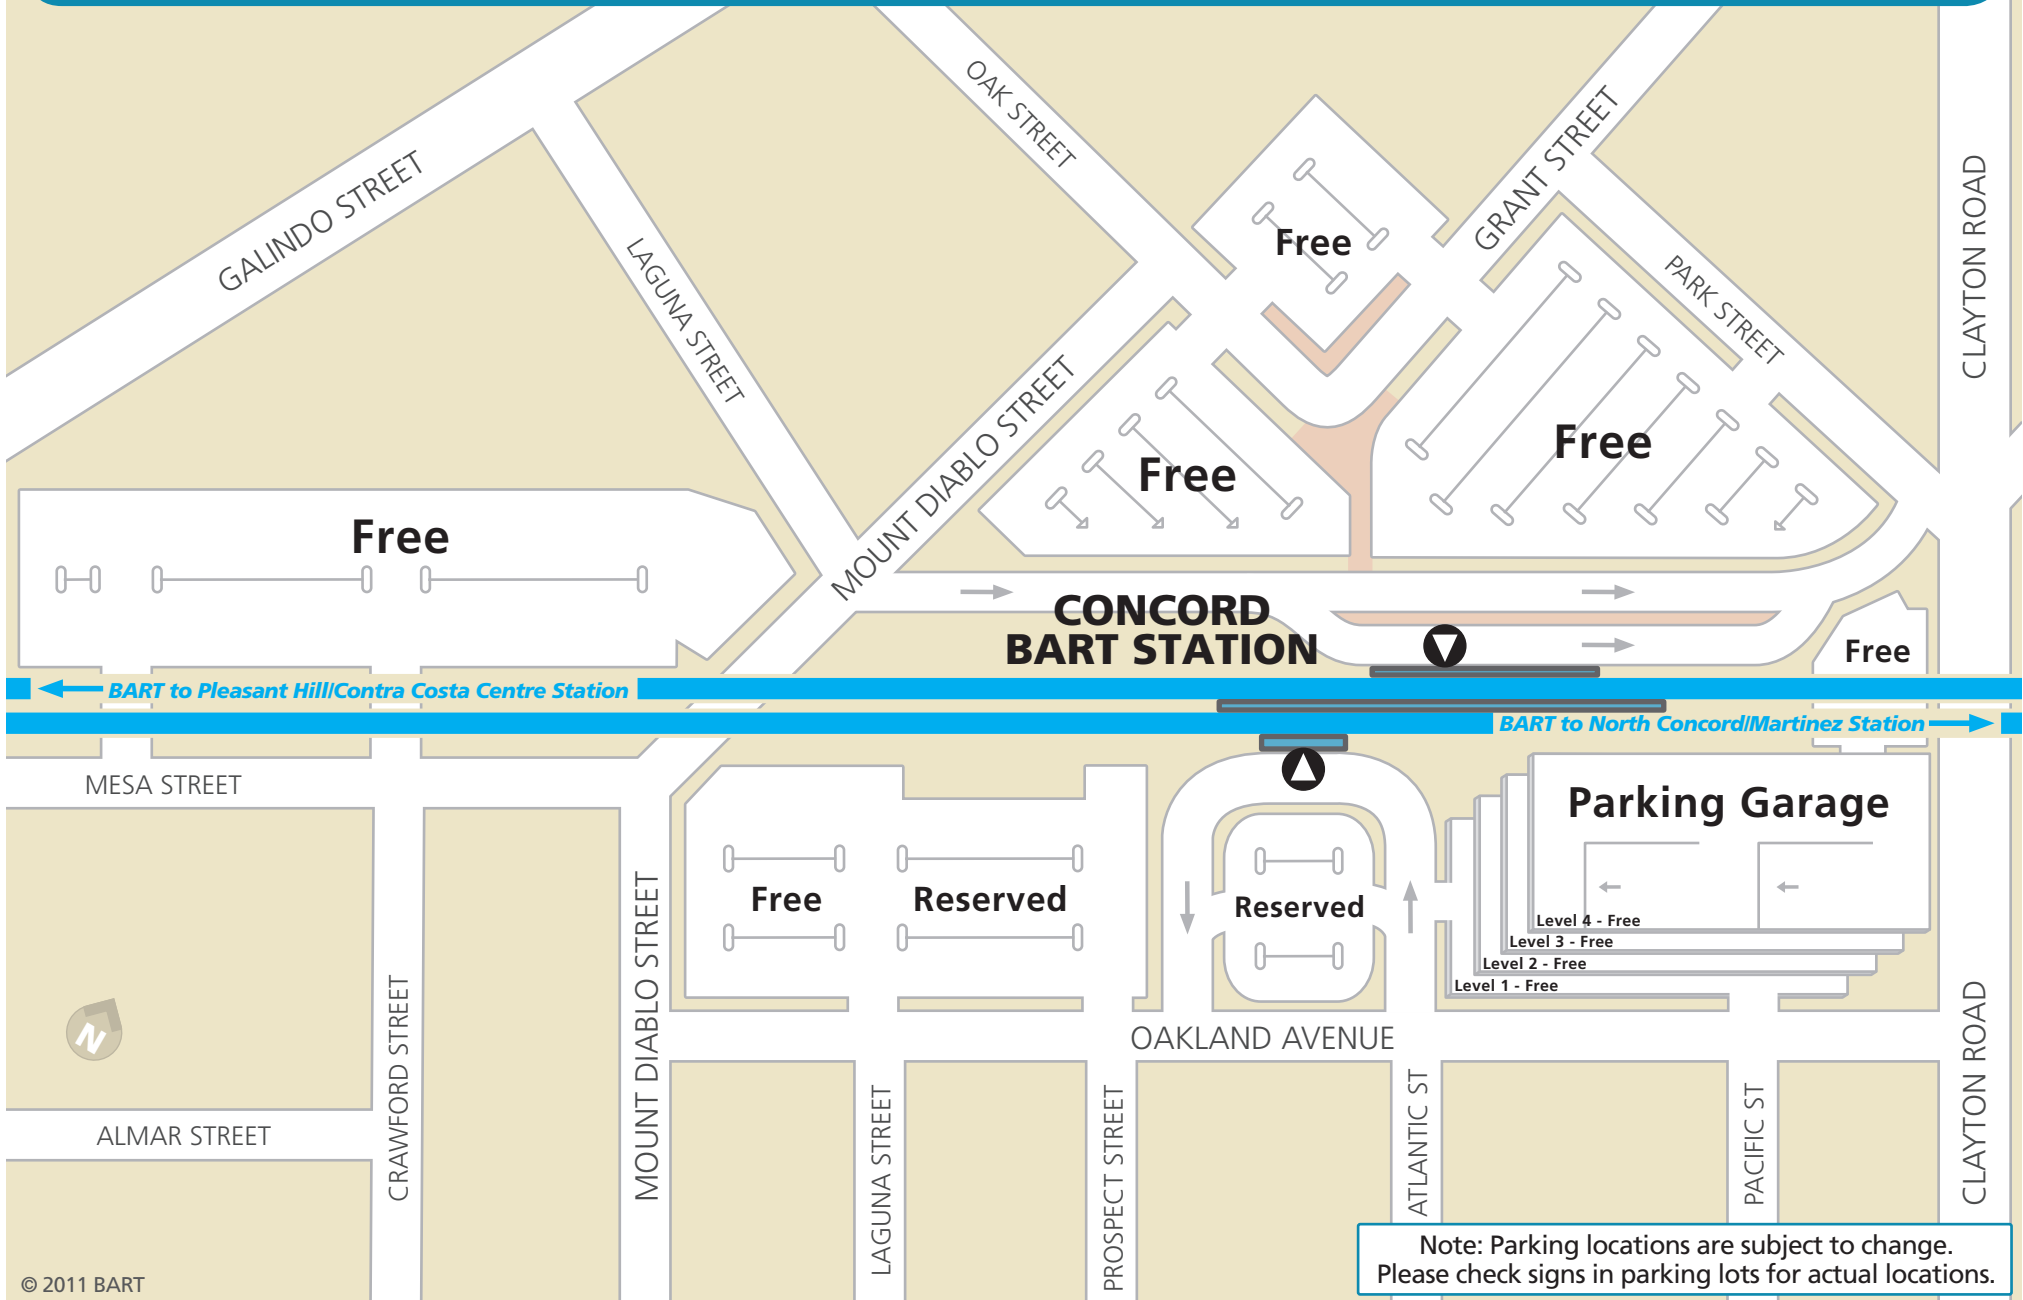 OAK STREET
GRANT STREET
CLAYTON ROAD
GALINDO STREET
LAGUNA STREET
Free
PARK STREET
MOUNT DIABLO STREET
Free
Free
Free
CONCORD
BART STATION
Free
BART to Pleasant Hill/Contra Costa Centre Station
BART to North Concord/Martinez Station
MESA STREET
Parking Garage
Free
Reserved
Reserved
Level 4 - Free
Level 3 - Free
Level 2 - Free
Level 1 - Free
MOUNT DIABLO STREET
CRAWFORD STREET
N
OAKLAND AVENUE
CLAYTON ROAD
ALMAR STREET
LAGUNA STREET
PROSPECT STREET
ATLANTIC ST
PACIFIC ST
Note: Parking locations are subject to change.
Please check signs in parking lots for actual locations.
© 2011 BART